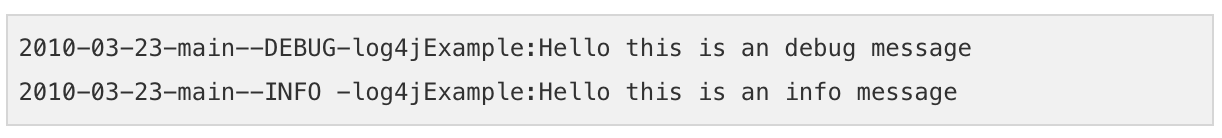 2010-03-23-main--DEBUG-log4jExample:Hello this is an debug message
2010-03-23-main--INFO -log4jExample:Hello this is an info message